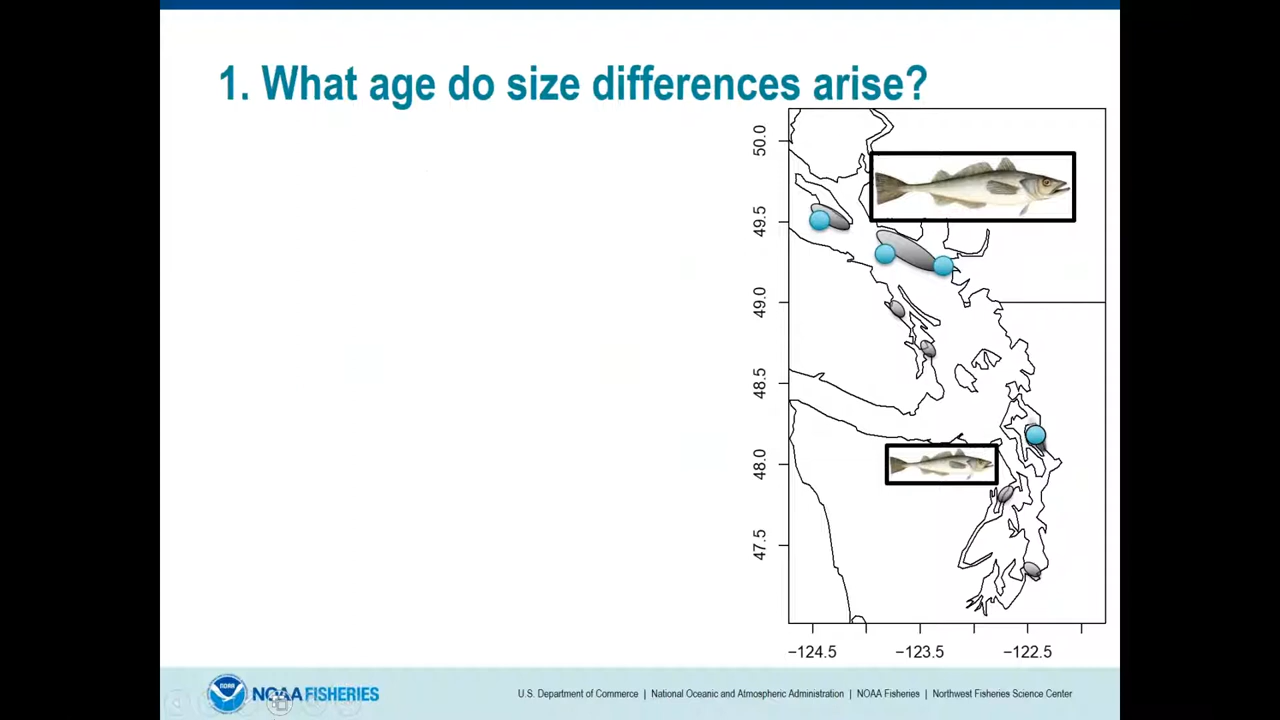 1. What age do size differences arise?
50.0
49.5
49.0
48.5
48.0
47.5
−124.5 −123.5 −122.5
NOAA
NOAA FISHERIES
U.S. Department of Commerce | National Oceanic and Atmospheric Administration | NOAA Fisheries | Northwest Fisheries Science Center